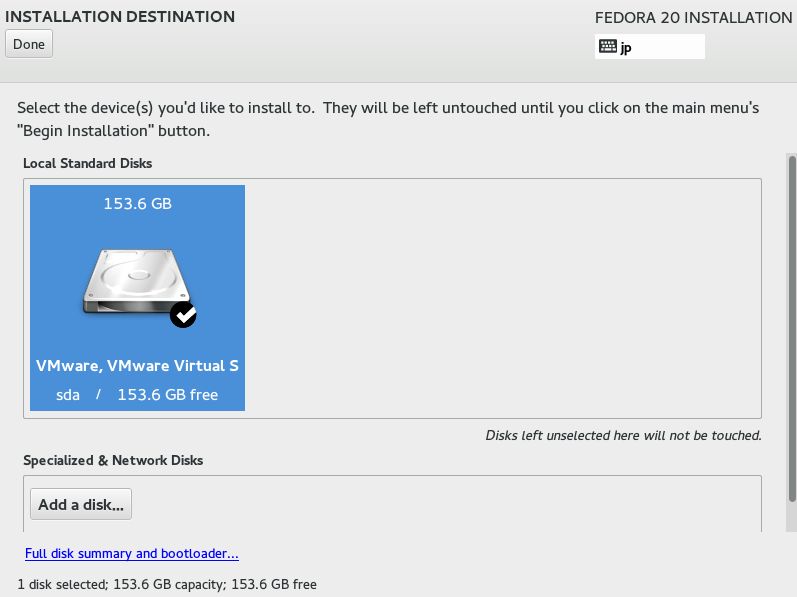 INSTALLATION DESTINATION
FEDORA 20 INSTALLATION
Done
jp
Select the device(s) you'd like to install to.  They will be left untouched until you click on the main menu's
"Begin Installation" button.
Local Standard Disks
153.6 GB
VMware, VMware Virtual S
sda / 153.6 GB free
Disks left unselected here will not be touched.
Specialized & Network Disks
Add a disk...
Full disk summary and bootloader...
1 disk selected; 153.6 GB capacity; 153.6 GB free